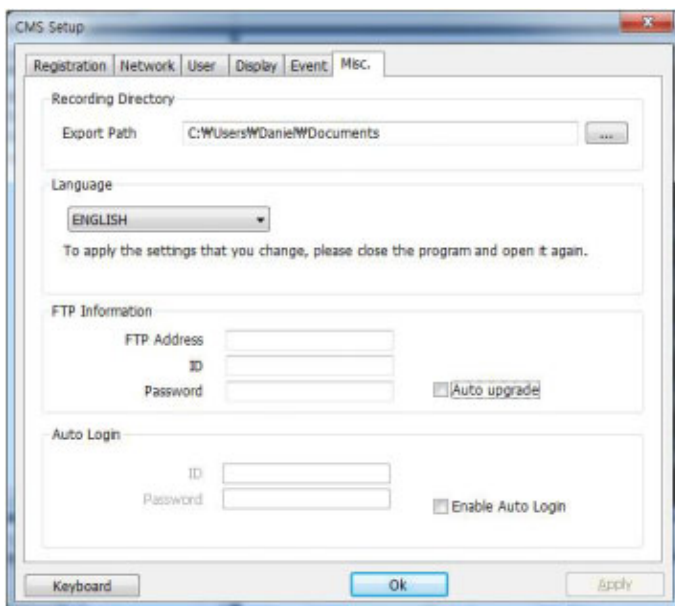 CMS Setup
Registration Network User Display Event Misc.
Recording Directory
Export Path C:₩Users₩Daniel₩Documents ...
Language
ENGLISH
To apply the settings that you change, please close the program and open it again.
FTP Information
FTP Address
ID
Password Auto upgrade
Auto Login
ID
Password Enable Auto Login
Keyboard Ok Apply